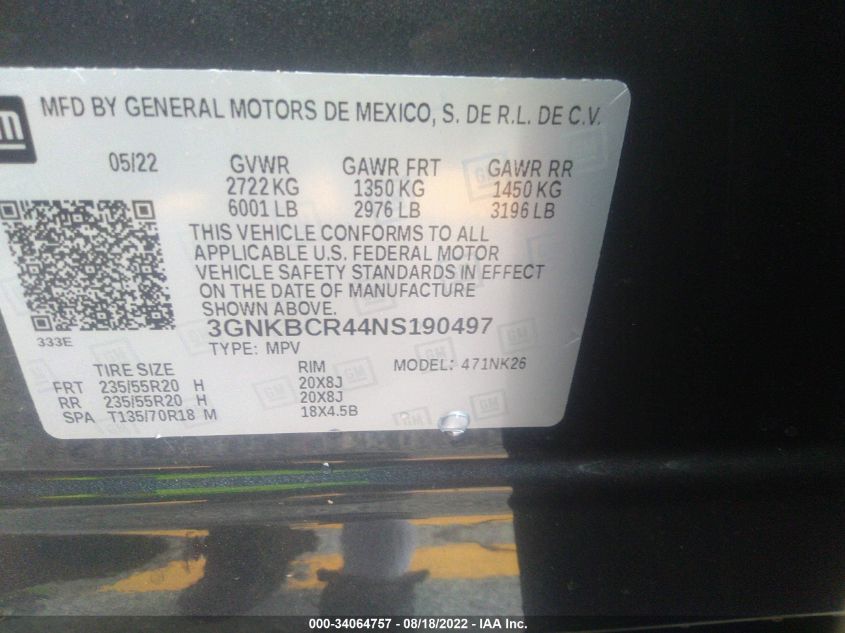 MFD BY GENERAL MOTORS DE MEXICO, S. DE R.L. DE C.V.
05/22 GVWR GAWR FRT GAWR RR
2722 KG 1350 KG 1450 KG
6001 LB 2976 LB 3196 LB
THIS VEHICLE CONFORMS TO ALL
APPLICABLE U.S. FEDERAL MOTOR
VEHICLE SAFETY STANDARDS IN EFFECT
ON THE DATE OF MANUFACTURE
SHOWN ABOVE.
333E
3GNKBCR44NS190497
TYPE: MPV MODEL: 471NK26
TIRE SIZE RIM
FRT 235/55R20 H 20X8J
RR 235/55R20 H 20X8J
SPA T135/70R18 M 18X4.5B
GM
000-34064757 - 08/18/2022 - IAA Inc.